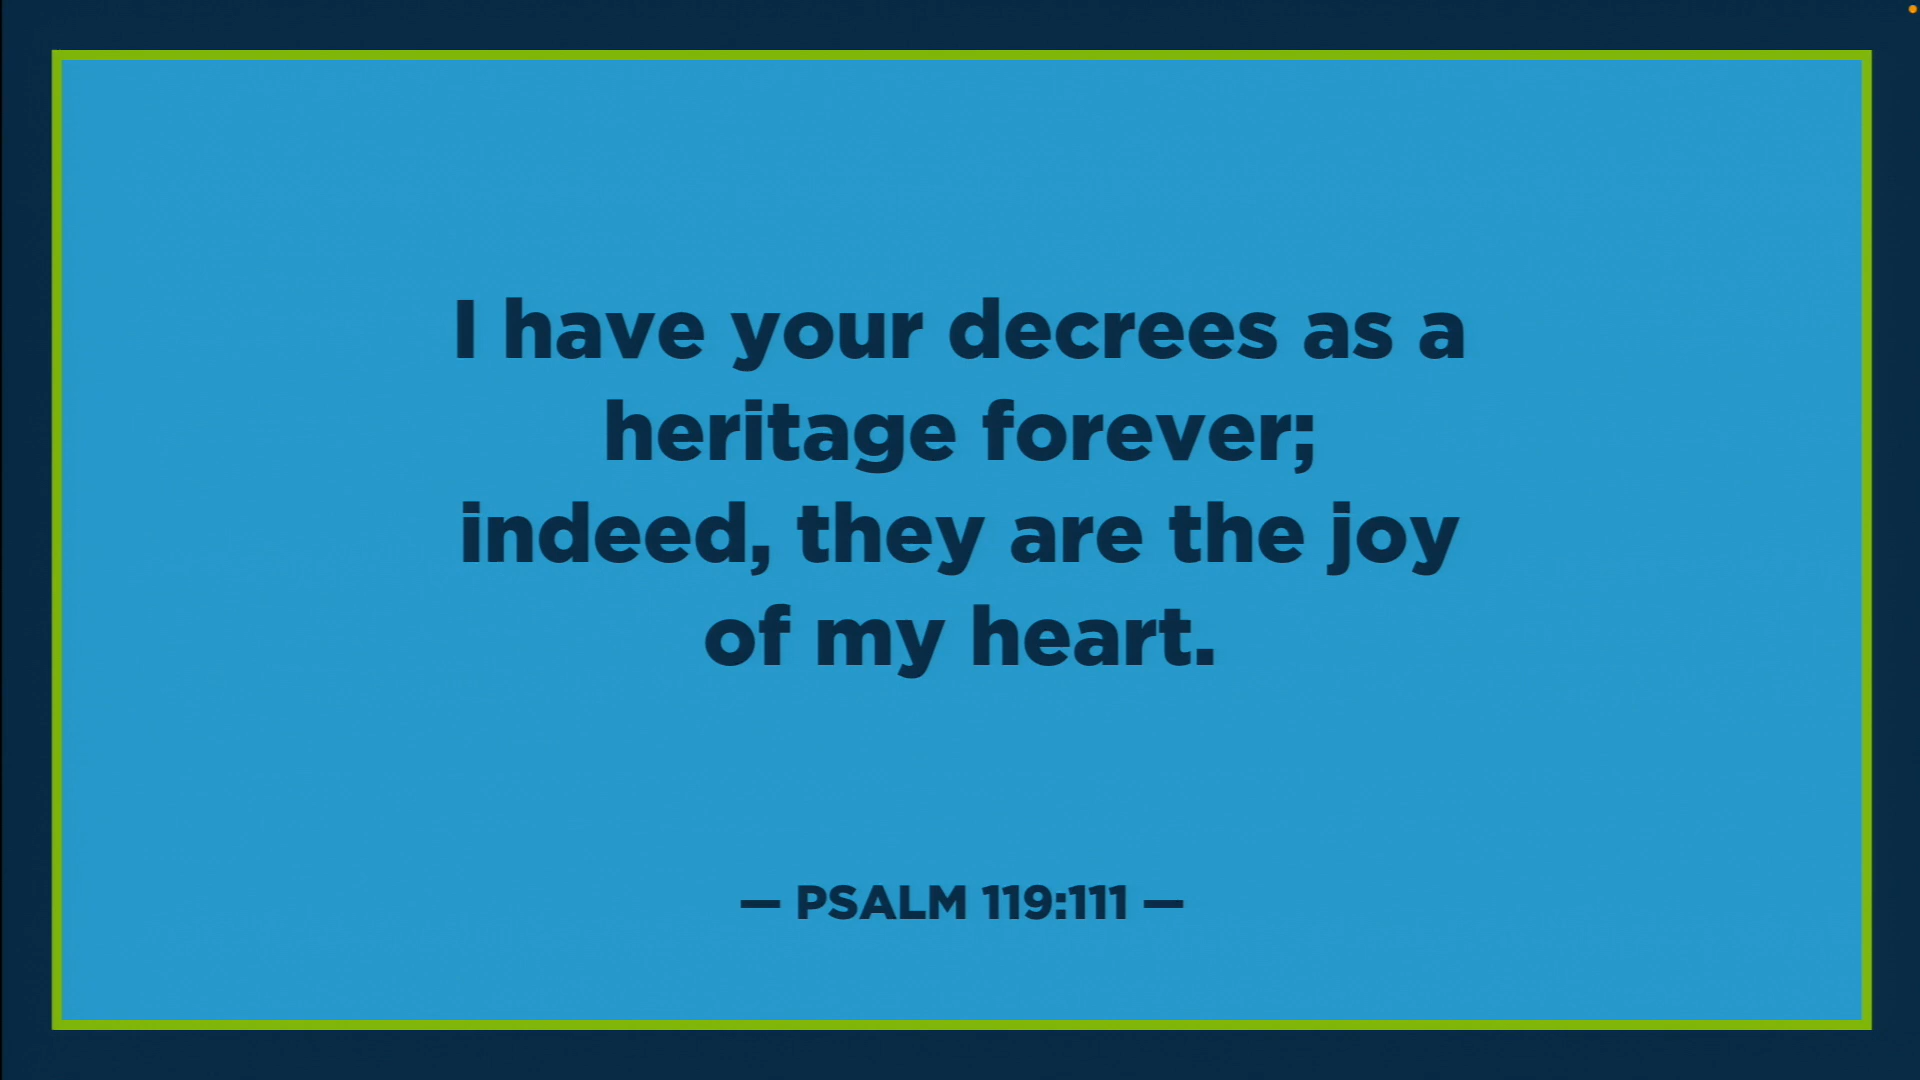 I have your decrees as a
heritage forever;
indeed, they are the joy
of my heart.
— PSALM 119:111 —